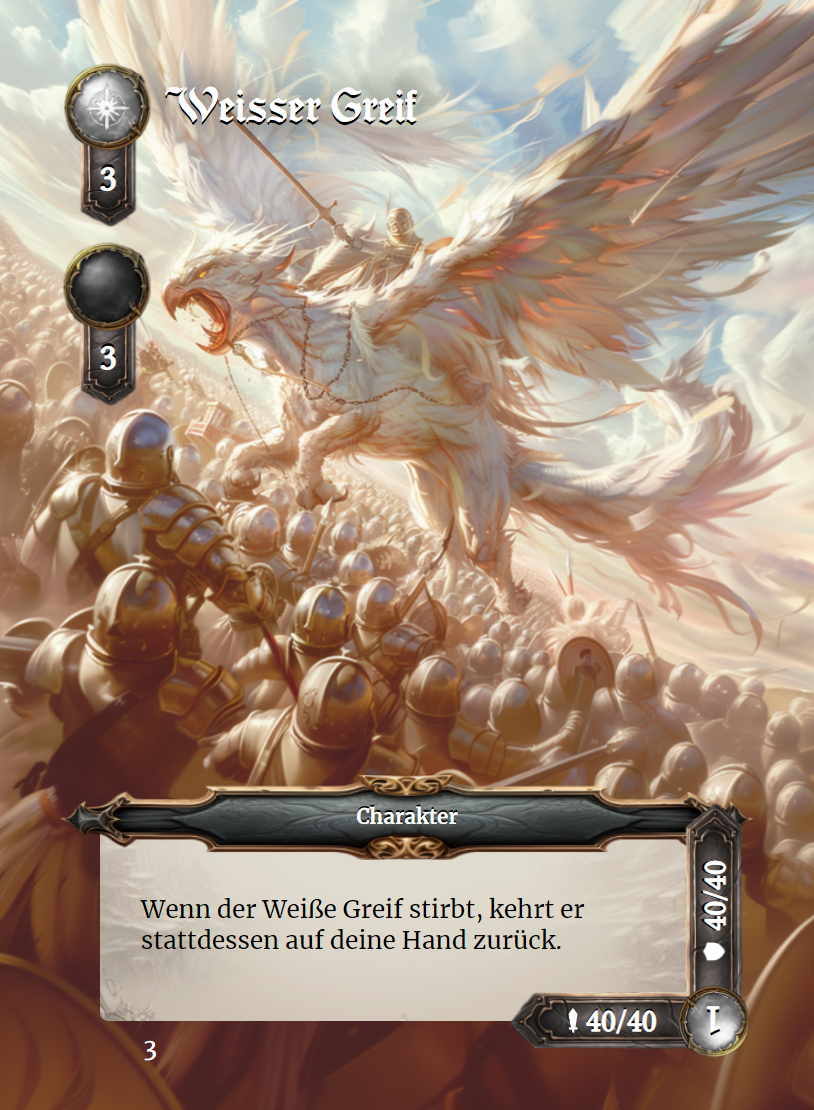 Weisser Greif
3
3
Charakter
Wenn der Weiße Greif stirbt, kehrt er
stattdessen auf deine Hand zurück.
40/40
40/40
1
3